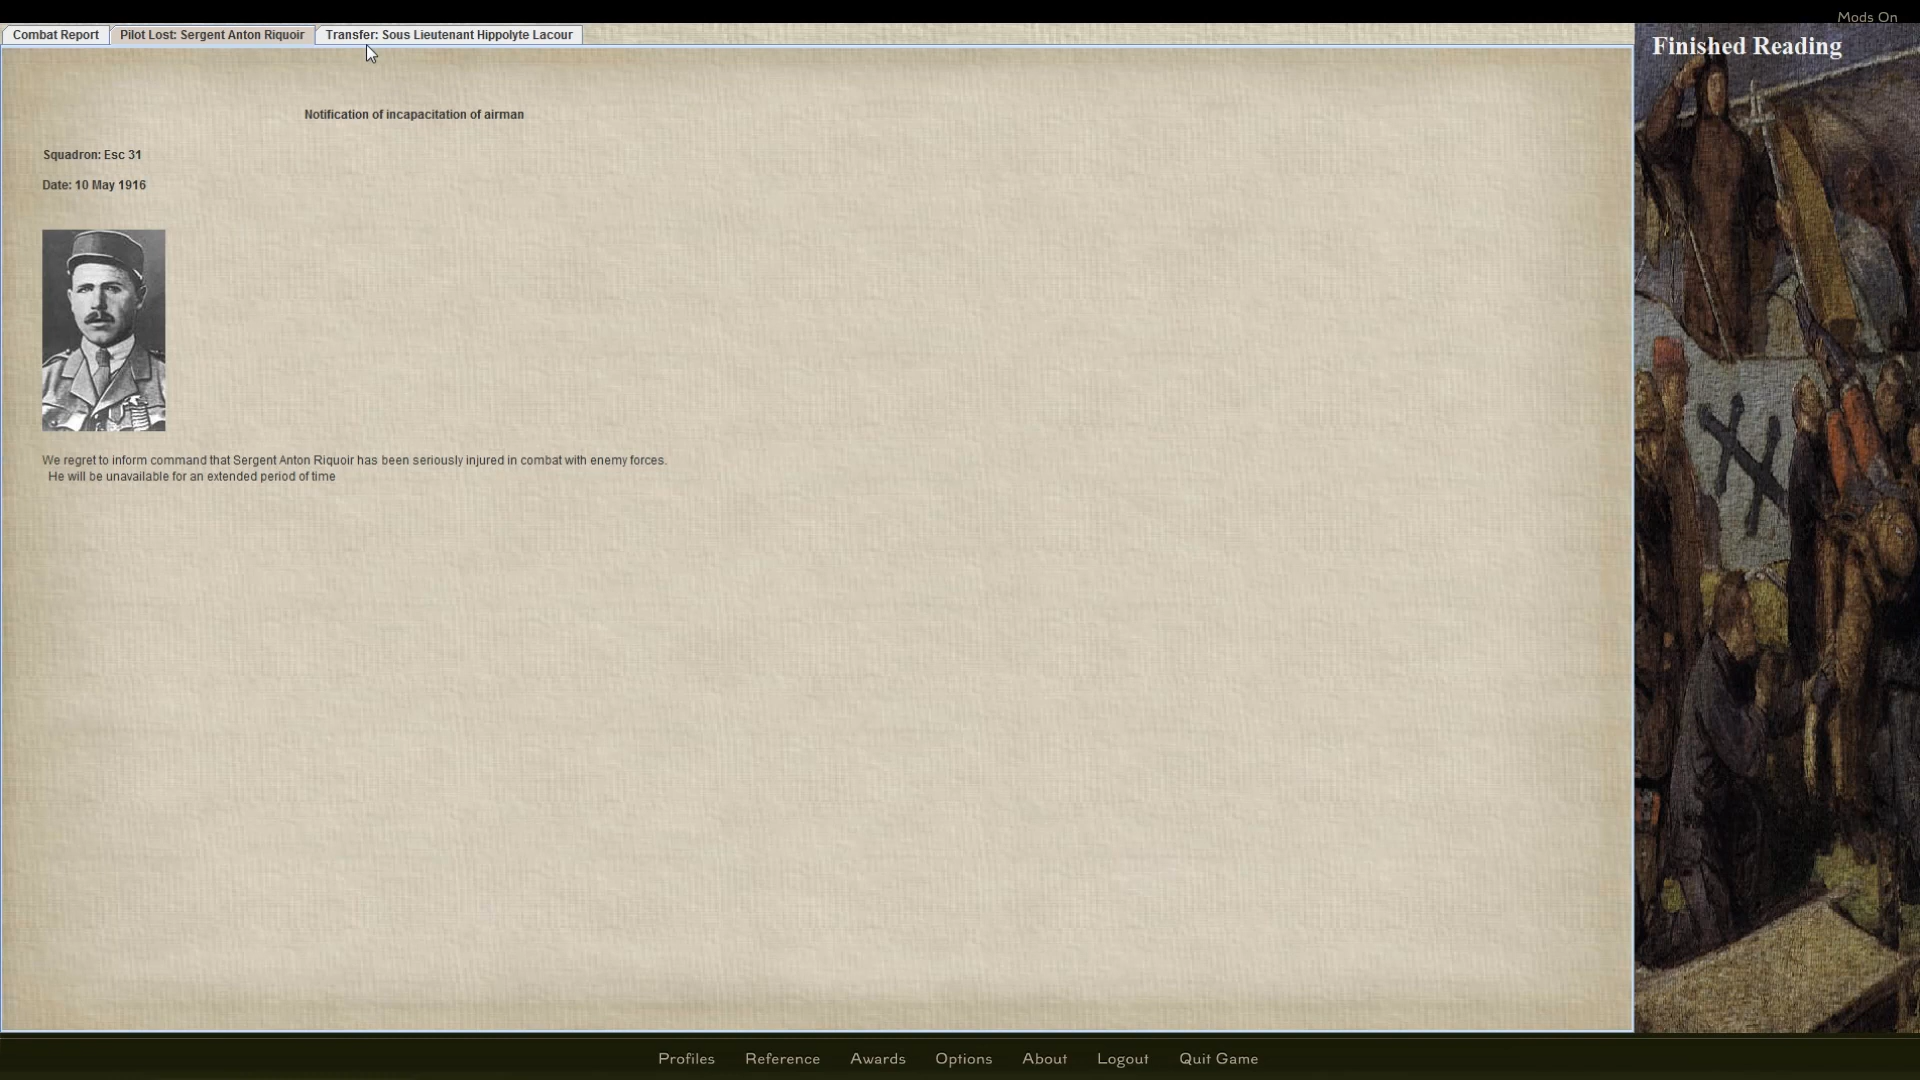 Mods On
Combat Report
Pilot Lost: Sergent Anton Riquoir
Transfer: Sous Lieutenant Hippolyte Lacour
Finished Reading
Notification of incapacitation of airman
Squadron: Esc 31
Date: 10 May 1916
We regret to inform command that Sergent Anton Riquoir has been seriously injured in combat with enemy forces.
He will be unavailable for an extended period of time
Profiles
Reference
Awards
Options
About
Logout
Quit Game